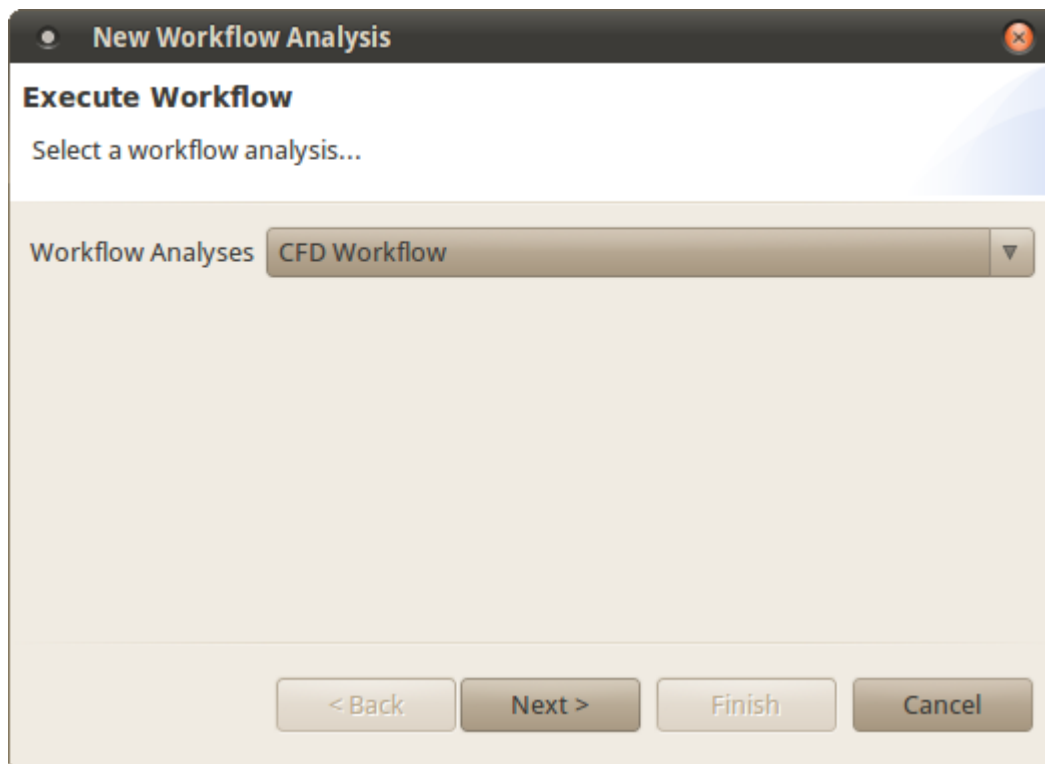 New Workflow Analysis
Execute Workflow
Select a workflow analysis...
Workflow Analyses CFD Workflow
< Back Next > Finish Cancel